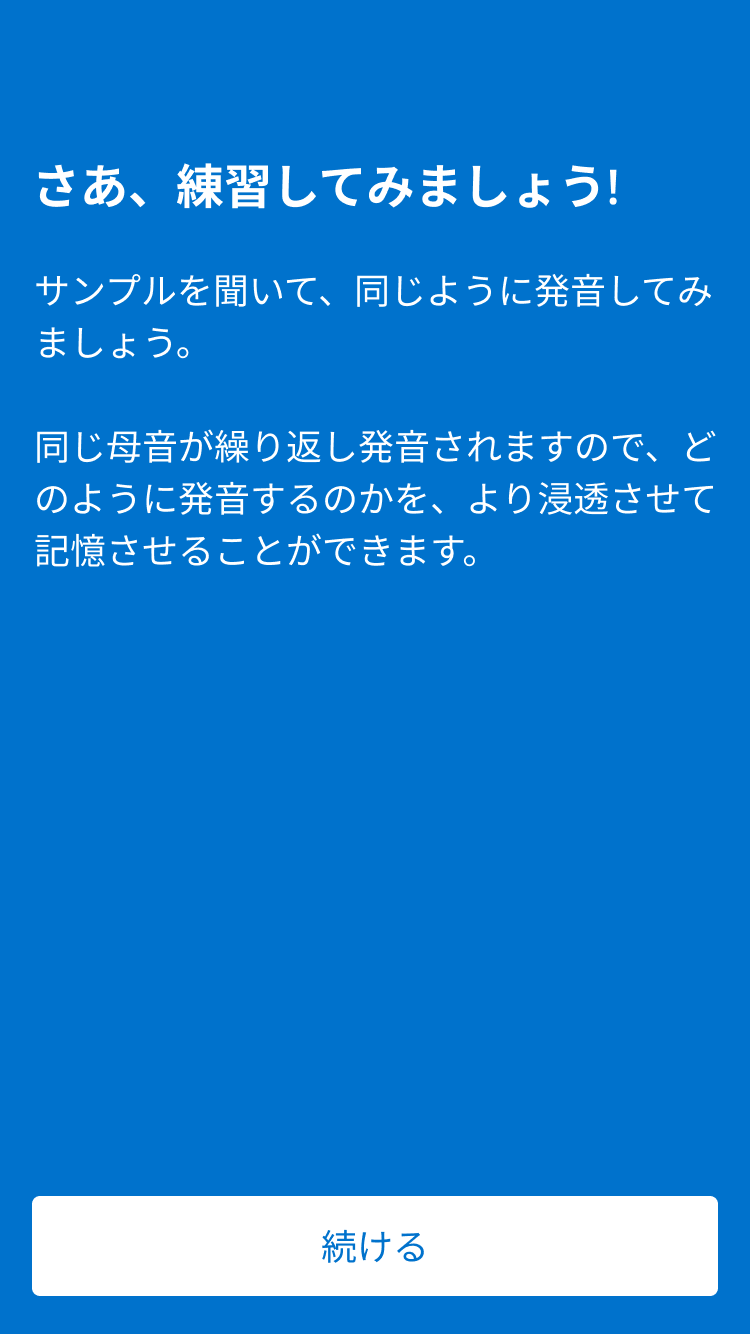 さあ、練習してみましょう!
サンプルを聞いて、同じように発音してみ
ましょう。
同じ母音が繰り返し発音されますので、ど
のように発音するのかを、より浸透させて
記憶させることができます。
続ける